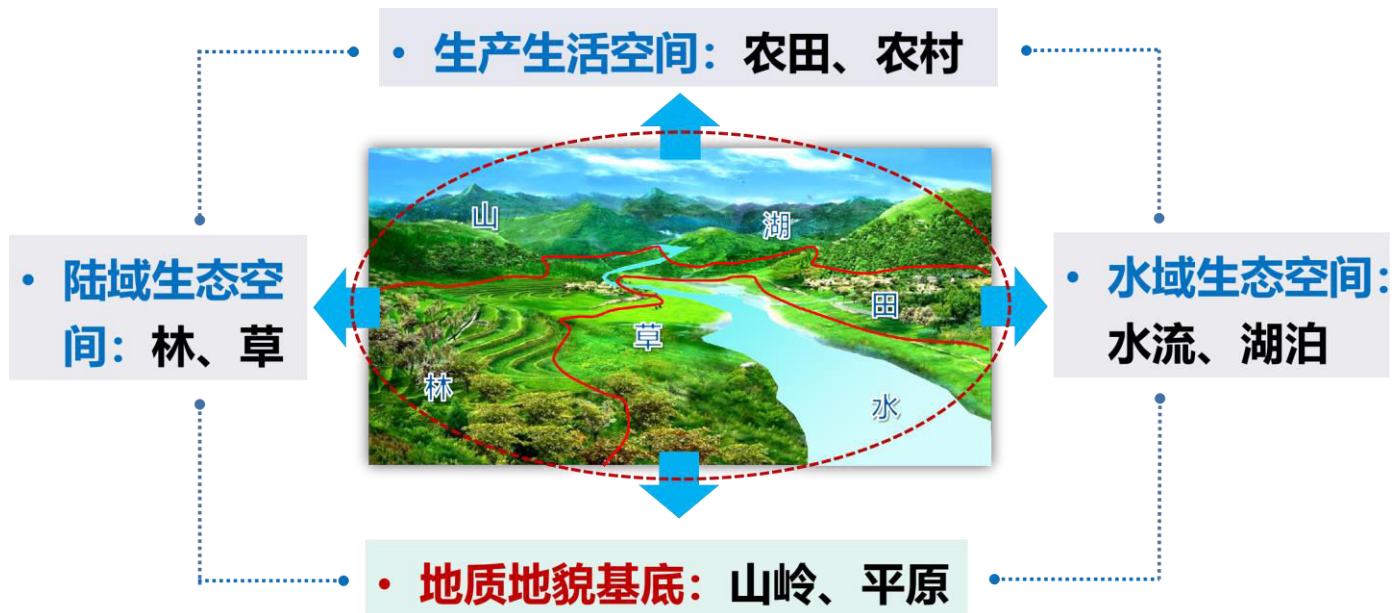 • 生产生活空间：农田、农村
山
湖
• 陆域生态空
间：林、草
田
草
林
水
• 水域生态空间：
水流、湖泊
• 地质地貌基底：山岭、平原